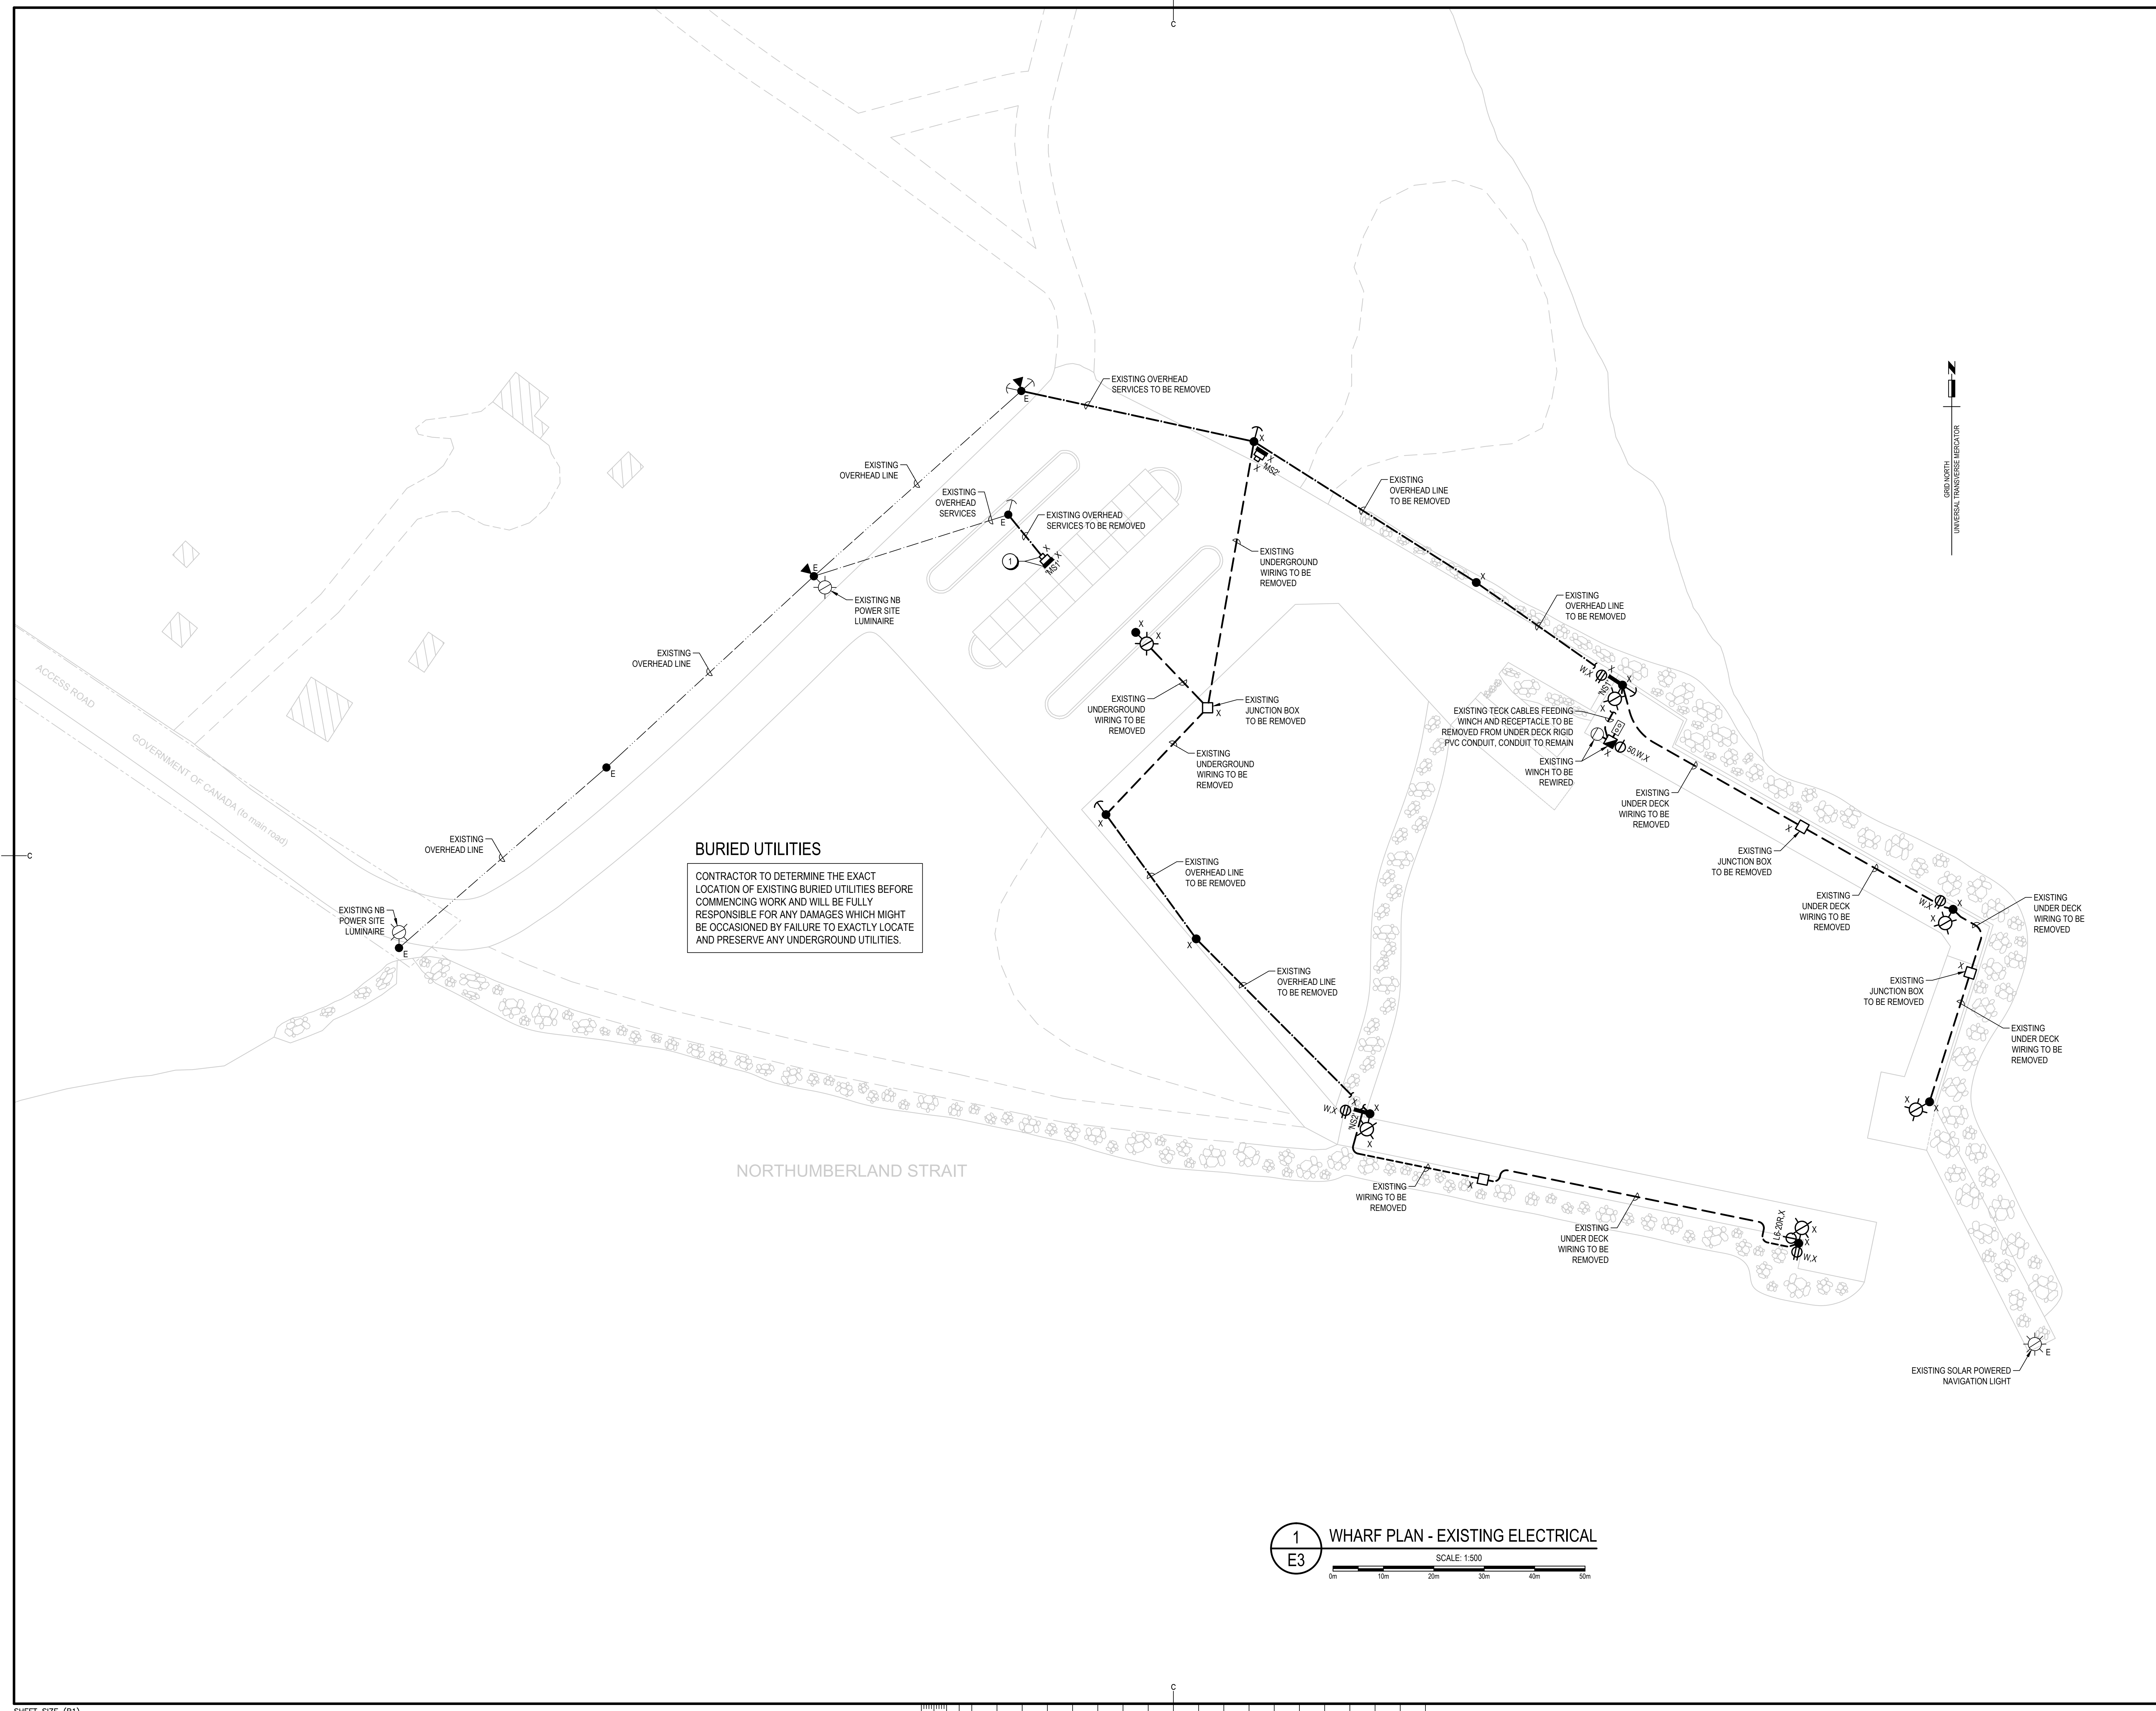 C
EXISTING OVERHEAD
SERVICES TO BE REMOVED
E
X
X
X
'MS2'
EXISTING
OVERHEAD LINE
EXISTING
OVERHEAD
SERVICES
E
EXISTING OVERHEAD
SERVICES TO BE REMOVED
X
X
'MS1'
1
EXISTING
OVERHEAD LINE
TO BE REMOVED
N
GRID NORTH
UNIVERSAL TRANSVERSE MERCATOR
EXISTING
UNDERGROUND
WIRING TO BE
REMOVED
E
EXISTING NB
POWER SITE
LUMINAIRE
X
EXISTING
OVERHEAD LINE
TO BE REMOVED
X
X
EXISTING
OVERHEAD LINE
ACCESS ROAD
GOVERNMENT OF CANADA (to main road)
EXISTING
UNDERGROUND
WIRING TO BE
REMOVED
EXISTING
JUNCTION BOX
TO BE REMOVED
X
W,X
X
X
'NS1'
X
EXISTING TECK CABLES FEEDING
WINCH AND RECEPTACLE TO BE
REMOVED FROM UNDER DECK RIGID
PVC CONDUIT, CONDUIT TO REMAIN
50,W,X
X
EXISTING
WINCH TO BE
REWIRED
EXISTING
UNDERGROUND
WIRING TO BE
REMOVED
E
EXISTING
UNDER DECK
WIRING TO BE
REMOVED
X
X
EXISTING
OVERHEAD LINE
C
BURIED UTILITIES
CONTRACTOR TO DETERMINE THE EXACT
LOCATION OF EXISTING BURIED UTILITIES BEFORE
COMMENCING WORK AND WILL BE FULLY
RESPONSIBLE FOR ANY DAMAGES WHICH MIGHT
BE OCCASIONED BY FAILURE TO EXACTLY LOCATE
AND PRESERVE ANY UNDERGROUND UTILITIES.
EXISTING
OVERHEAD LINE
TO BE REMOVED
EXISTING
JUNCTION BOX
TO BE REMOVED
EXISTING
UNDER DECK
WIRING TO BE
REMOVED
W,X
X
X
EXISTING
UNDER DECK
WIRING TO BE
REMOVED
EXISTING NB
POWER SITE
LUMINAIRE
E
X
EXISTING
OVERHEAD LINE
TO BE REMOVED
X
EXISTING
JUNCTION BOX
TO BE REMOVED
EXISTING
UNDER DECK
WIRING TO BE
REMOVED
X
X
W,X
X
X
'NS2'
X
NORTHUMBERLAND STRAIT
EXISTING
WIRING TO BE
REMOVED
X
EXISTING
UNDER DECK
WIRING TO BE
REMOVED
L6-20R,X
X
X
W,X
E
EXISTING SOLAR POWERED
NAVIGATION LIGHT
1
E3
WHARF PLAN - EXISTING ELECTRICAL
SCALE: 1:500
0m 10m 20m 30m 40m 50m
C
SHEET SIZE (B1)